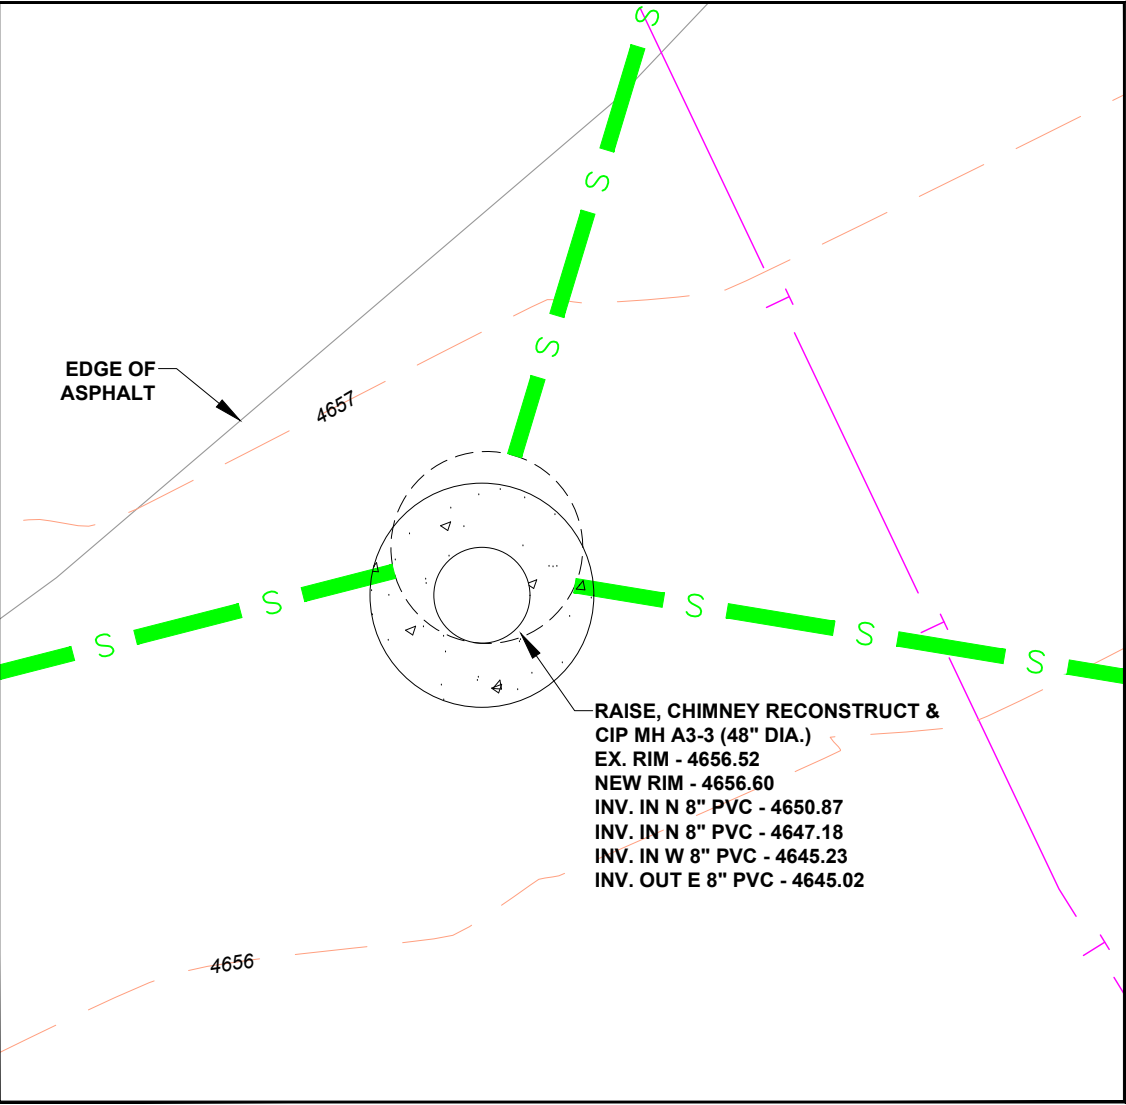 S
S
T
S
EDGE OF
ASPHALT
4657
S
S
S
T
S
S
S
RAISE, CHIMNEY RECONSTRUCT &
CIP MH A3-3 (48" DIA.)
EX. RIM - 4656.52
NEW RIM - 4656.60
INV. IN N 8" PVC - 4650.87
INV. IN N 8" PVC - 4647.18
INV. IN W 8" PVC - 4645.23
INV. OUT E 8" PVC - 4645.02
T
4656